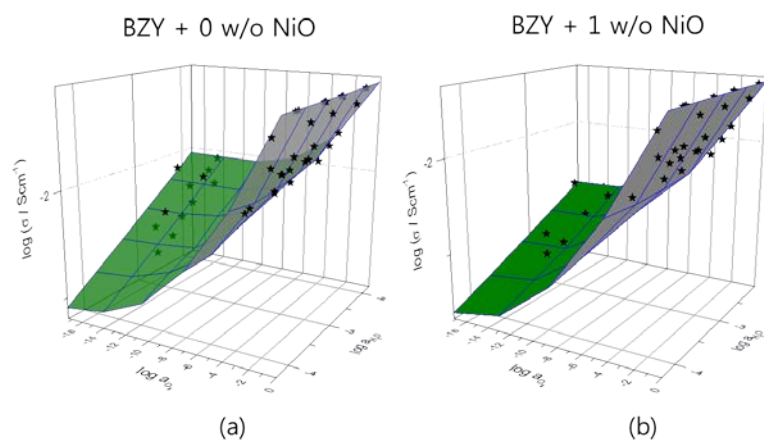 BZY + 0 w/o NiO
BZY + 1 w/o NiO
log (σ / Scm⁻¹)
-2
-16
-14
-12
-10
-8
-6
-4
-2
0
log a_O₂
log a_H₂O
log (σ / Scm⁻¹)
-2
-16
-14
-12
-10
-8
-6
-4
-2
0
log a_O₂
(a)
(b)